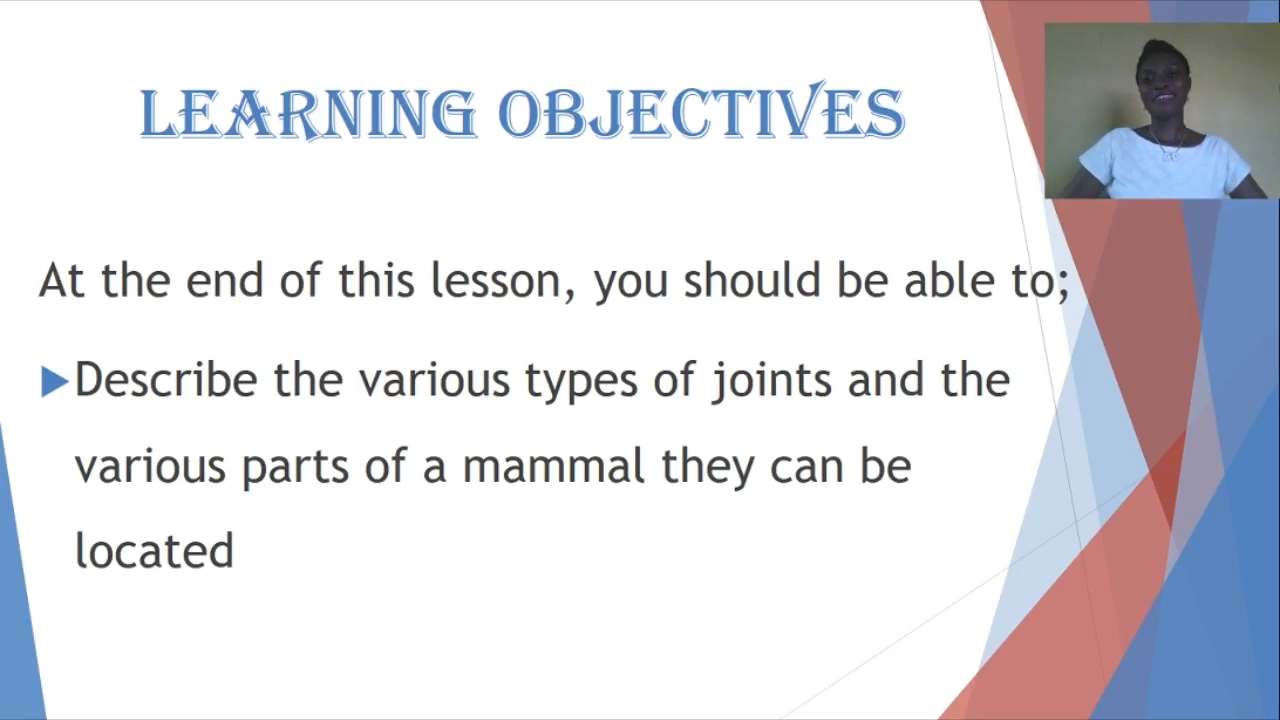 LEARNING OBJECTIVES
At the end of this lesson, you should be able to;
Describe the various types of joints and the
various parts of a mammal they can be
located